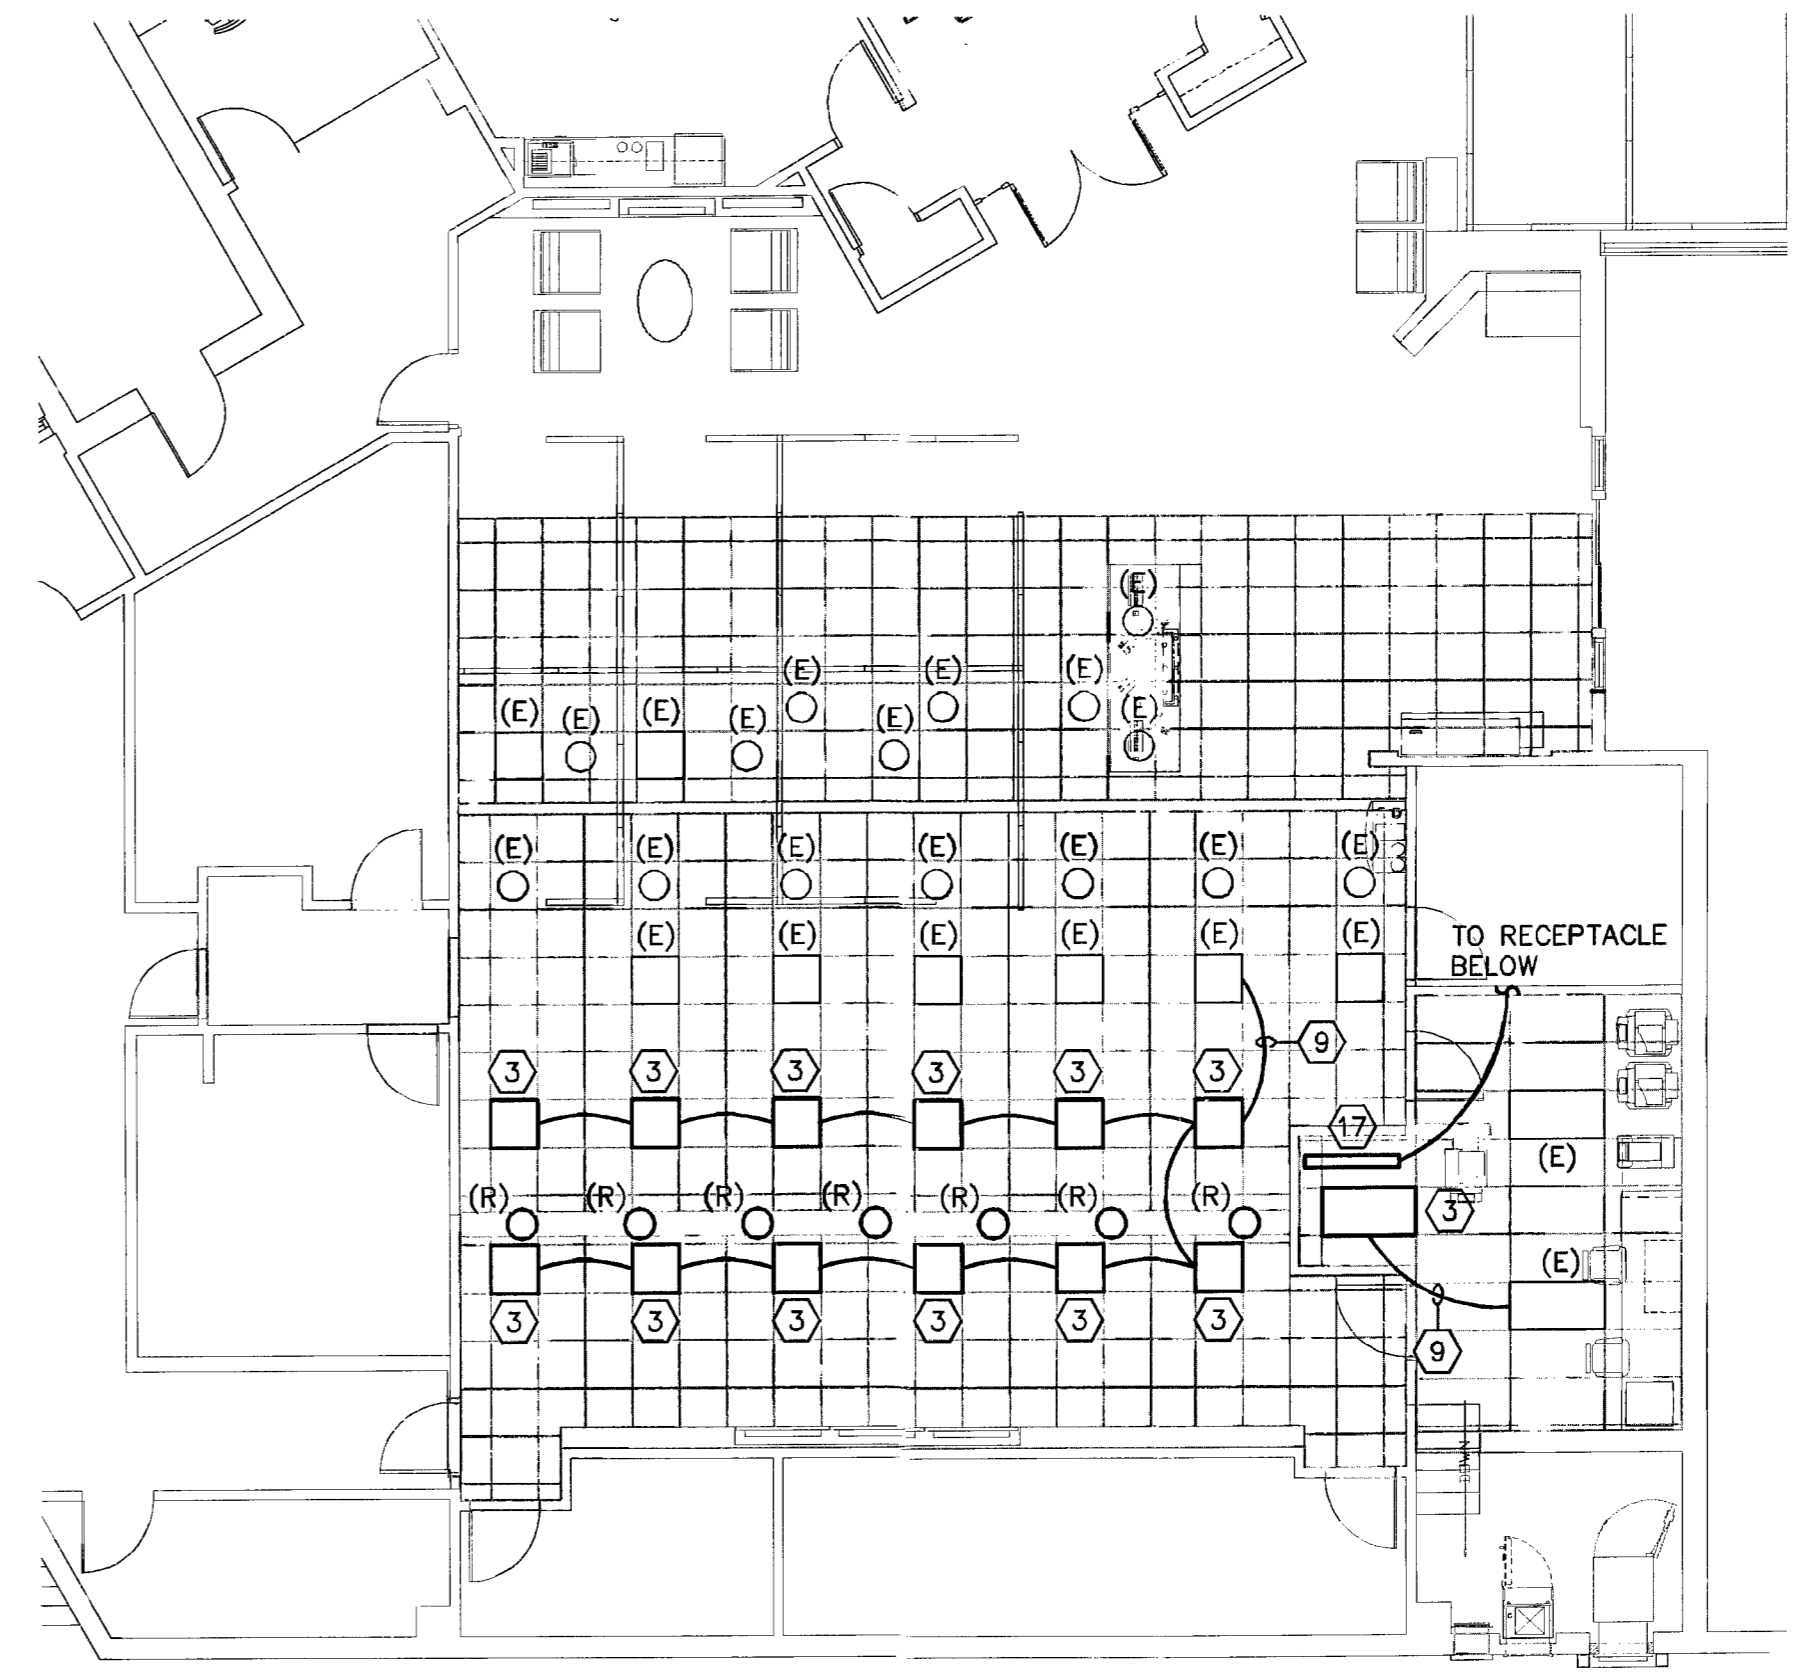 (E)
(E) (E) (E)
(E) (E) (E) (E) (E) (E)
(E) (E) (E) (E) (E) (E) (E)
(E) (E) (E) (E) (E) (E)
TO RECEPTACLE
BELOW
9
3 3 3 3 3 3
17
(E)
(R) (R) (R) (R) (R) (R) (R)
3
(E)
3 3 3 3 3 3
9
DOWN